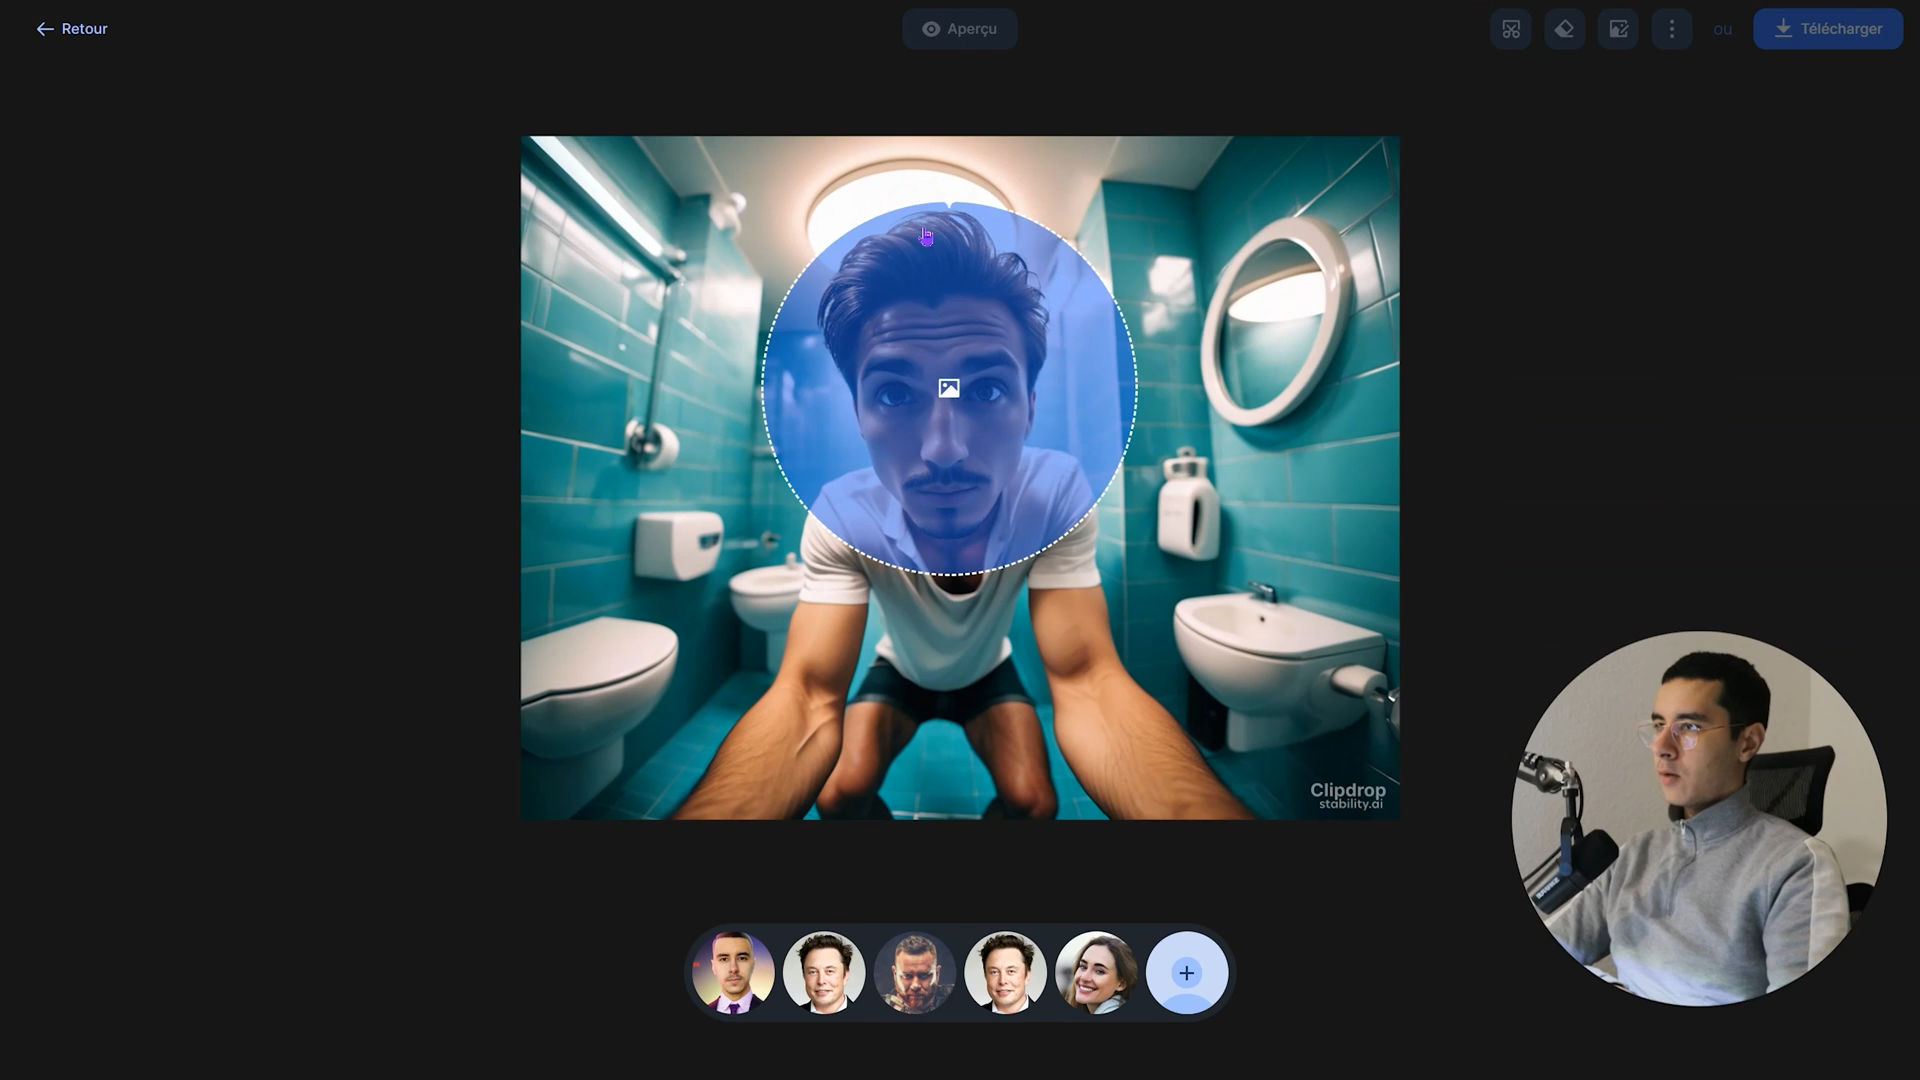 Retour
Aperçu
ou
Télécharger
Clipdrop
stability.ai